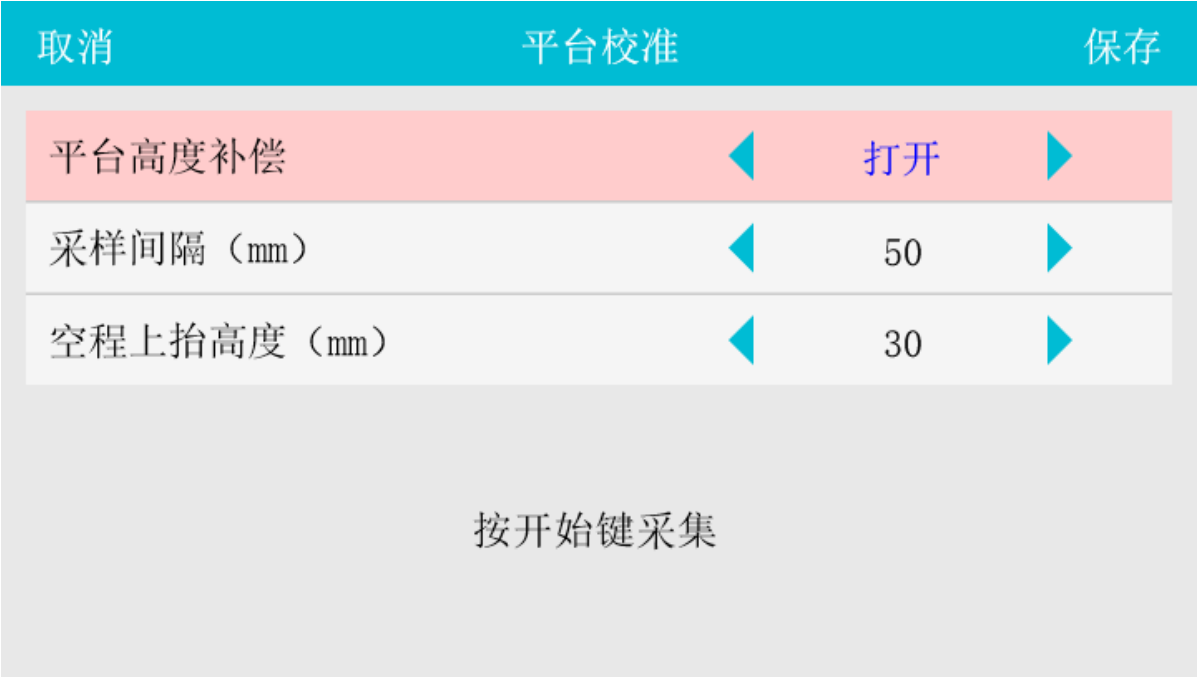 取消 平台校准 保存
平台高度补偿 打开
采样间隔（mm） 50
空程上抬高度（mm） 30
按开始键采集